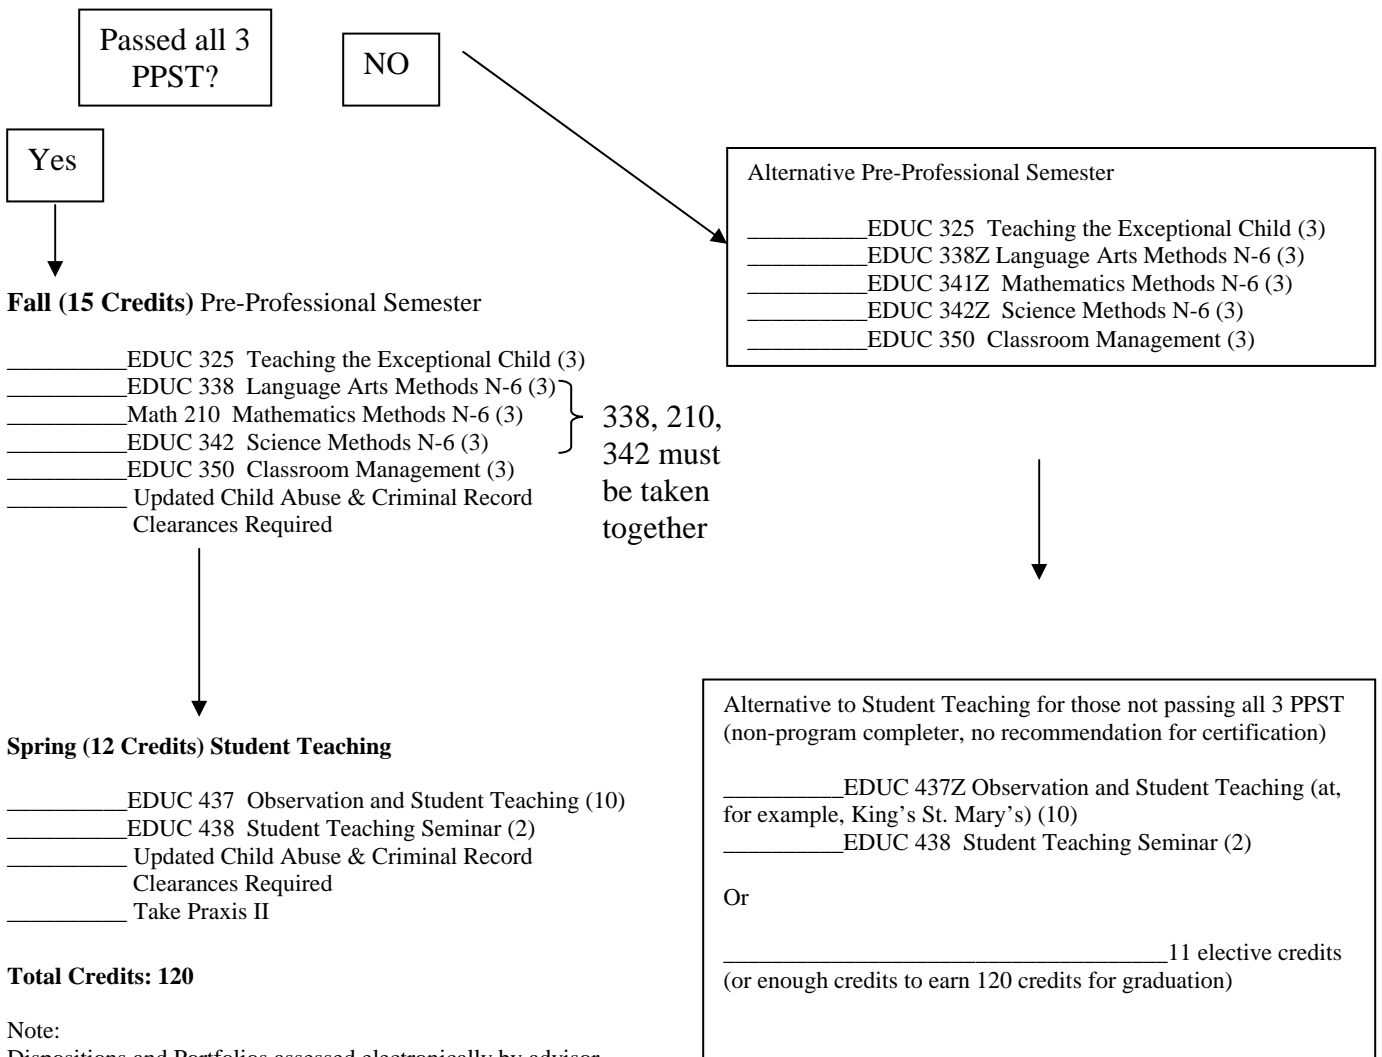 Passed all 3
PPST?
NO
Yes
Fall (15 Credits) Pre-Professional Semester
__________EDUC 325 Teaching the Exceptional Child (3)
__________EDUC 338 Language Arts Methods N-6 (3)
__________Math 210 Mathematics Methods N-6 (3)
__________EDUC 342 Science Methods N-6 (3)
__________EDUC 350 Classroom Management (3)
__________ Updated Child Abuse & Criminal Record
Clearances Required
338, 210,
342 must
be taken
together
Spring (12 Credits) Student Teaching
__________EDUC 437 Observation and Student Teaching (10)
__________EDUC 438 Student Teaching Seminar (2)
__________ Updated Child Abuse & Criminal Record
Clearances Required
__________ Take Praxis II
Total Credits: 120
Note:
Dispositions and Portfolios assessed electronically by advisor
Alternative Pre-Professional Semester
__________EDUC 325 Teaching the Exceptional Child (3)
__________EDUC 338Z Language Arts Methods N-6 (3)
__________EDUC 341Z Mathematics Methods N-6 (3)
__________EDUC 342Z Science Methods N-6 (3)
__________EDUC 350 Classroom Management (3)
Alternative to Student Teaching for those not passing all 3 PPST
(non-program completer, no recommendation for certification)
__________EDUC 437Z Observation and Student Teaching (at,
for example, King’s St. Mary’s) (10)
__________EDUC 438 Student Teaching Seminar (2)
Or
_____________________________________11 elective credits
(or enough credits to earn 120 credits for graduation)